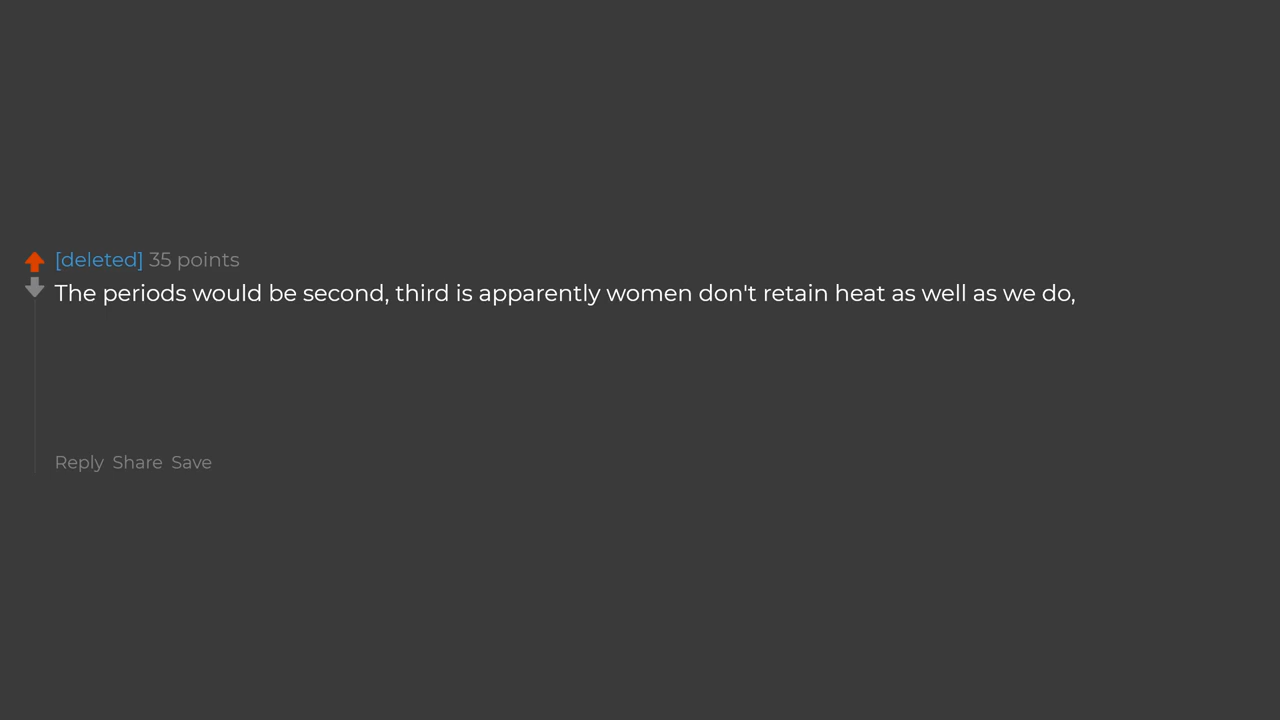 [deleted] 35 points
The periods would be second, third is apparently women don't retain heat as well as we do,
Reply Share Save